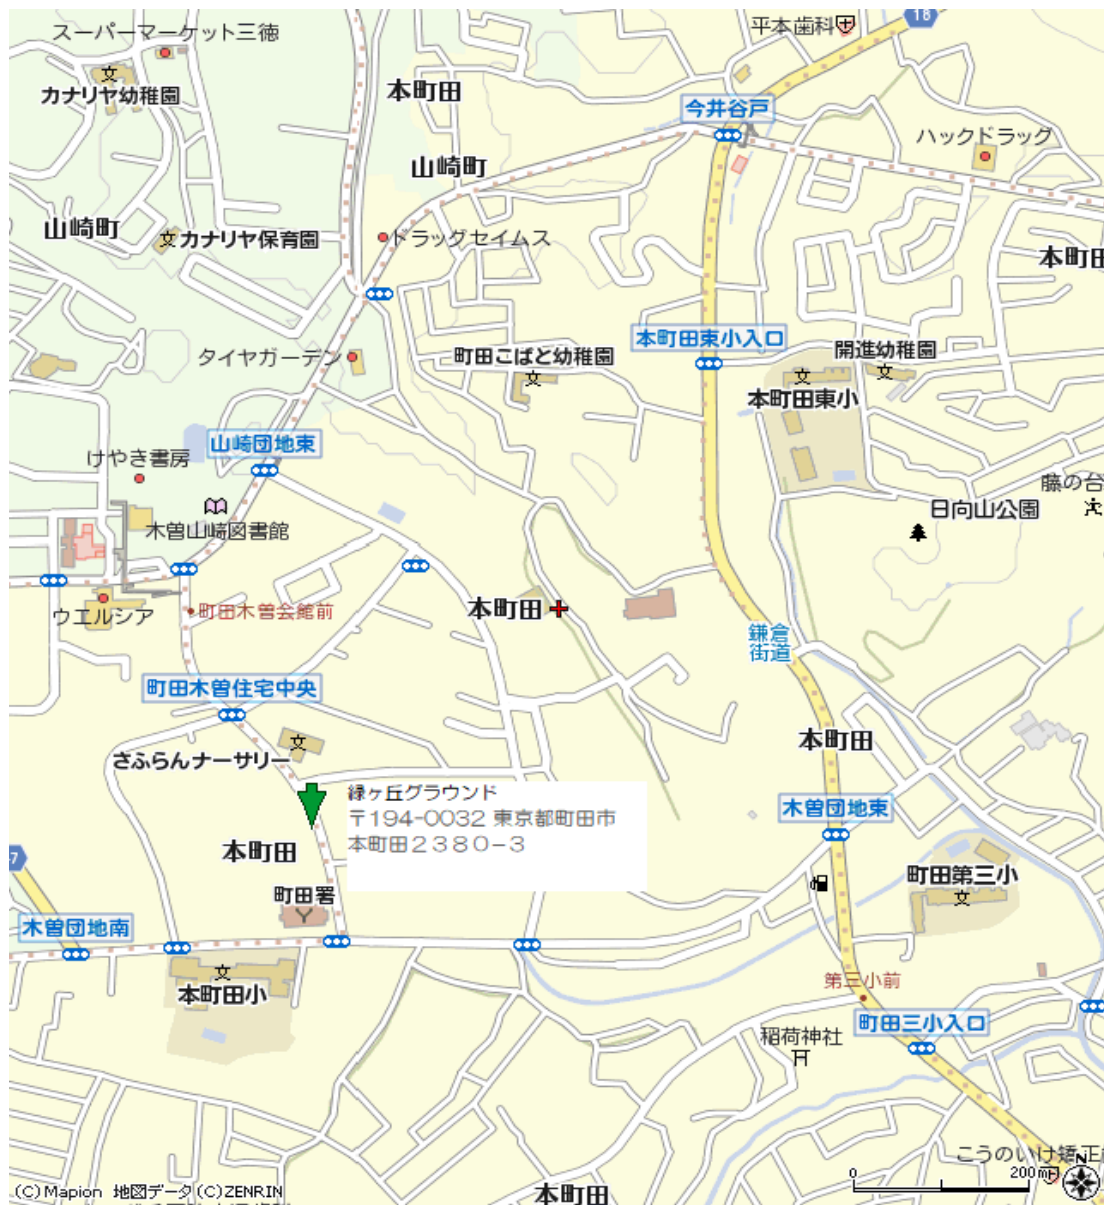 18
スーパーマーケット三徳
平本歯科
カナリヤ幼稚園
本町田
今井谷戸
ハックドラッグ
山崎町
山崎町
カナリヤ保育園
ドラッグセイムス
本町田
本町田東小入口
タイヤガーデン
町田こばと幼稚園
開進幼稚園
本町田東小
山崎団地東
けやき書房
藤の台
日向山公園
木曽山崎図書館
ウエルシア
町田木曽会館前
本町田
鎌倉
街道
町田木曽住宅中央
本町田
さふらんナーサリー
緑ヶ丘グラウンド
〒194-0032 東京都町田市
本町田2380-3
木曽団地東
本町田
7
町田第三小
町田署
木曽団地南
本町田小
第三小前
町田三小入口
稲荷神社
こうのいけ矯正
N
0 200m
(C)Mapion 地図データ(C)ZENRIN
本町田